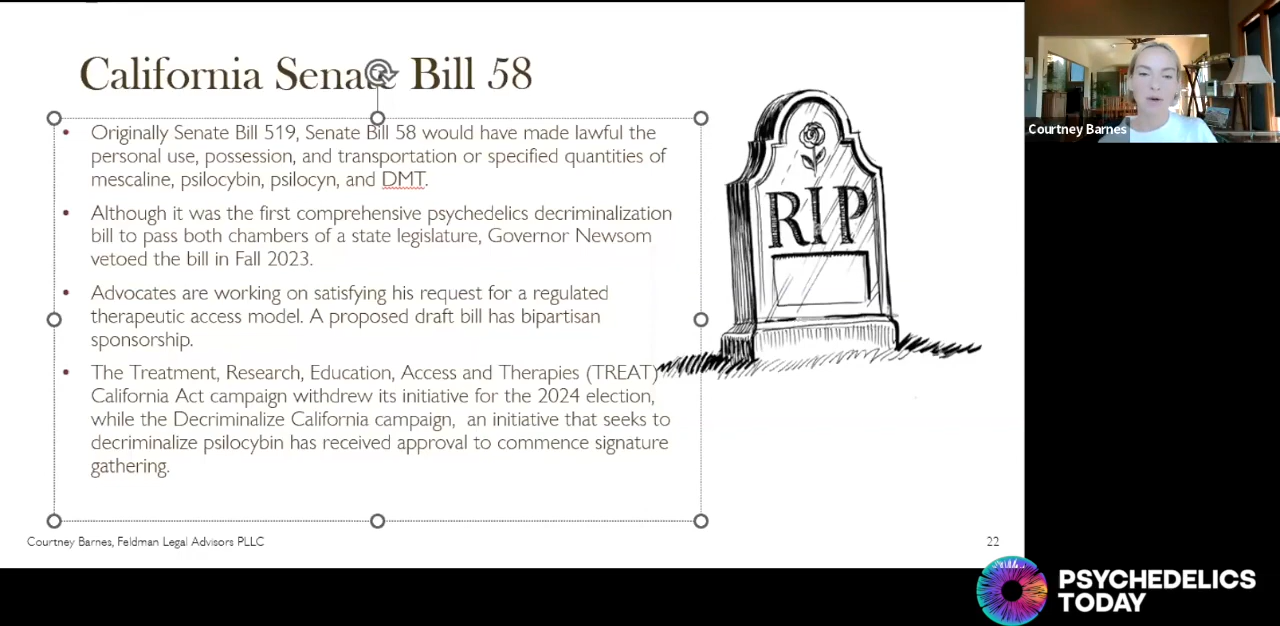 California Senate Bill 58
• Originally Senate Bill 519, Senate Bill 58 would have made lawful the
personal use, possession, and transportation or specified quantities of
mescaline, psilocybin, psilocyn, and DMT.
• Although it was the first comprehensive psychedelics decriminalization
bill to pass both chambers of a state legislature, Governor Newsom
vetoed the bill in Fall 2023.
• Advocates are working on satisfying his request for a regulated
therapeutic access model. A proposed draft bill has bipartisan
sponsorship.
• The Treatment, Research, Education, Access and Therapies (TREAT)
California Act campaign withdrew its initiative for the 2024 election,
while the Decriminalize California campaign, an initiative that seeks to
decriminalize psilocybin has received approval to commence signature
gathering.
RIP
Courtney Barnes, Feldman Legal Advisors PLLC
22
Courtney Barnes
PSYCHEDELICS
TODAY